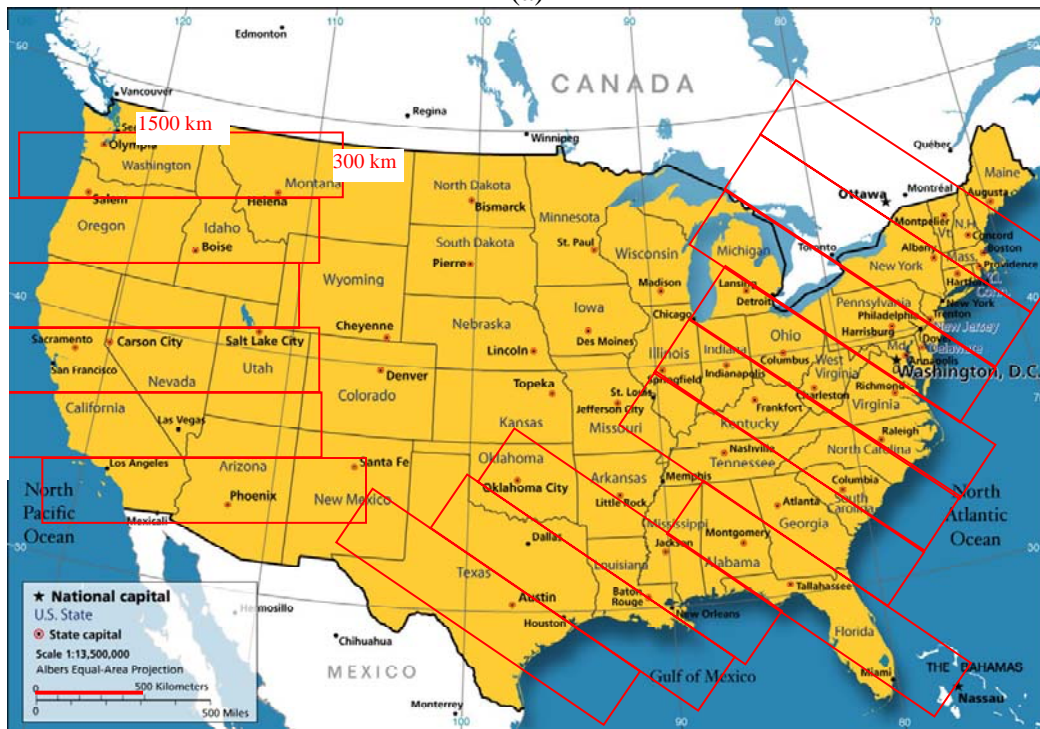 120
110
100
90
80
70
Edmonton
50
Vancouver
CANADA
Regina
Winnipeg
1500 km
Olympia
Washington
300 km
Québec
Ottawa
Montréal
Maine
Augusta
Montana
Helena
North Dakota
Bismarck
Salem
Oregon
Idaho
Boise
Minnesota
St. Paul
Montpelier
Vt.
N.H.
Concord
Boston
Albany
Mass.
Providence
Hartford
Conn.
Toronto
Michigan
Wisconsin
South Dakota
Pierre
New York
Wyoming
Madison
Lansing
Detroit
New York
40
Iowa
Chicago
Pennsylvania
Philadelphia
Trenton
Harrisburg
New Jersey
Cheyenne
Nebraska
Des Moines
Ohio
Md.
Delaware
Sacramento
Carson City
Salt Lake City
Lincoln
Illinois
Indiana
Columbus
West
Virginia
Annapolis
Washington, D.C.
San Francisco
Nevada
Utah
Denver
Colorado
Topeka
Springfield
Indianapolis
Richmond
Charleston
Virginia
California
Kansas
St. Louis
Jefferson City
Missouri
Frankfort
Kentucky
Las Vegas
Raleigh
Nashville
North Carolina
Tennessee
Los Angeles
Arizona
Santa Fe
Oklahoma
Oklahoma City
Arkansas
Memphis
Columbia
South
Carolina
North
Pacific
Ocean
Phoenix
New Mexico
Little Rock
Mississippi
Atlanta
Georgia
North
Atlantic
Ocean
Mexicali
Dallas
Montgomery
Jackson
Alabama
30
30
Texas
Louisiana
Baton
Rouge
Tallahassee
Austin
Houston
New Orleans
Florida
Hermosillo
Chihuahua
MEXICO
Gulf of Mexico
Miami
THE BAHAMAS
Nassau
Monterrey
100
90
80
★ National capital
U.S. State
State capital
Scale 1:13,500,000
Albers Equal-Area Projection
0 500 Kilometers
0 500 Miles